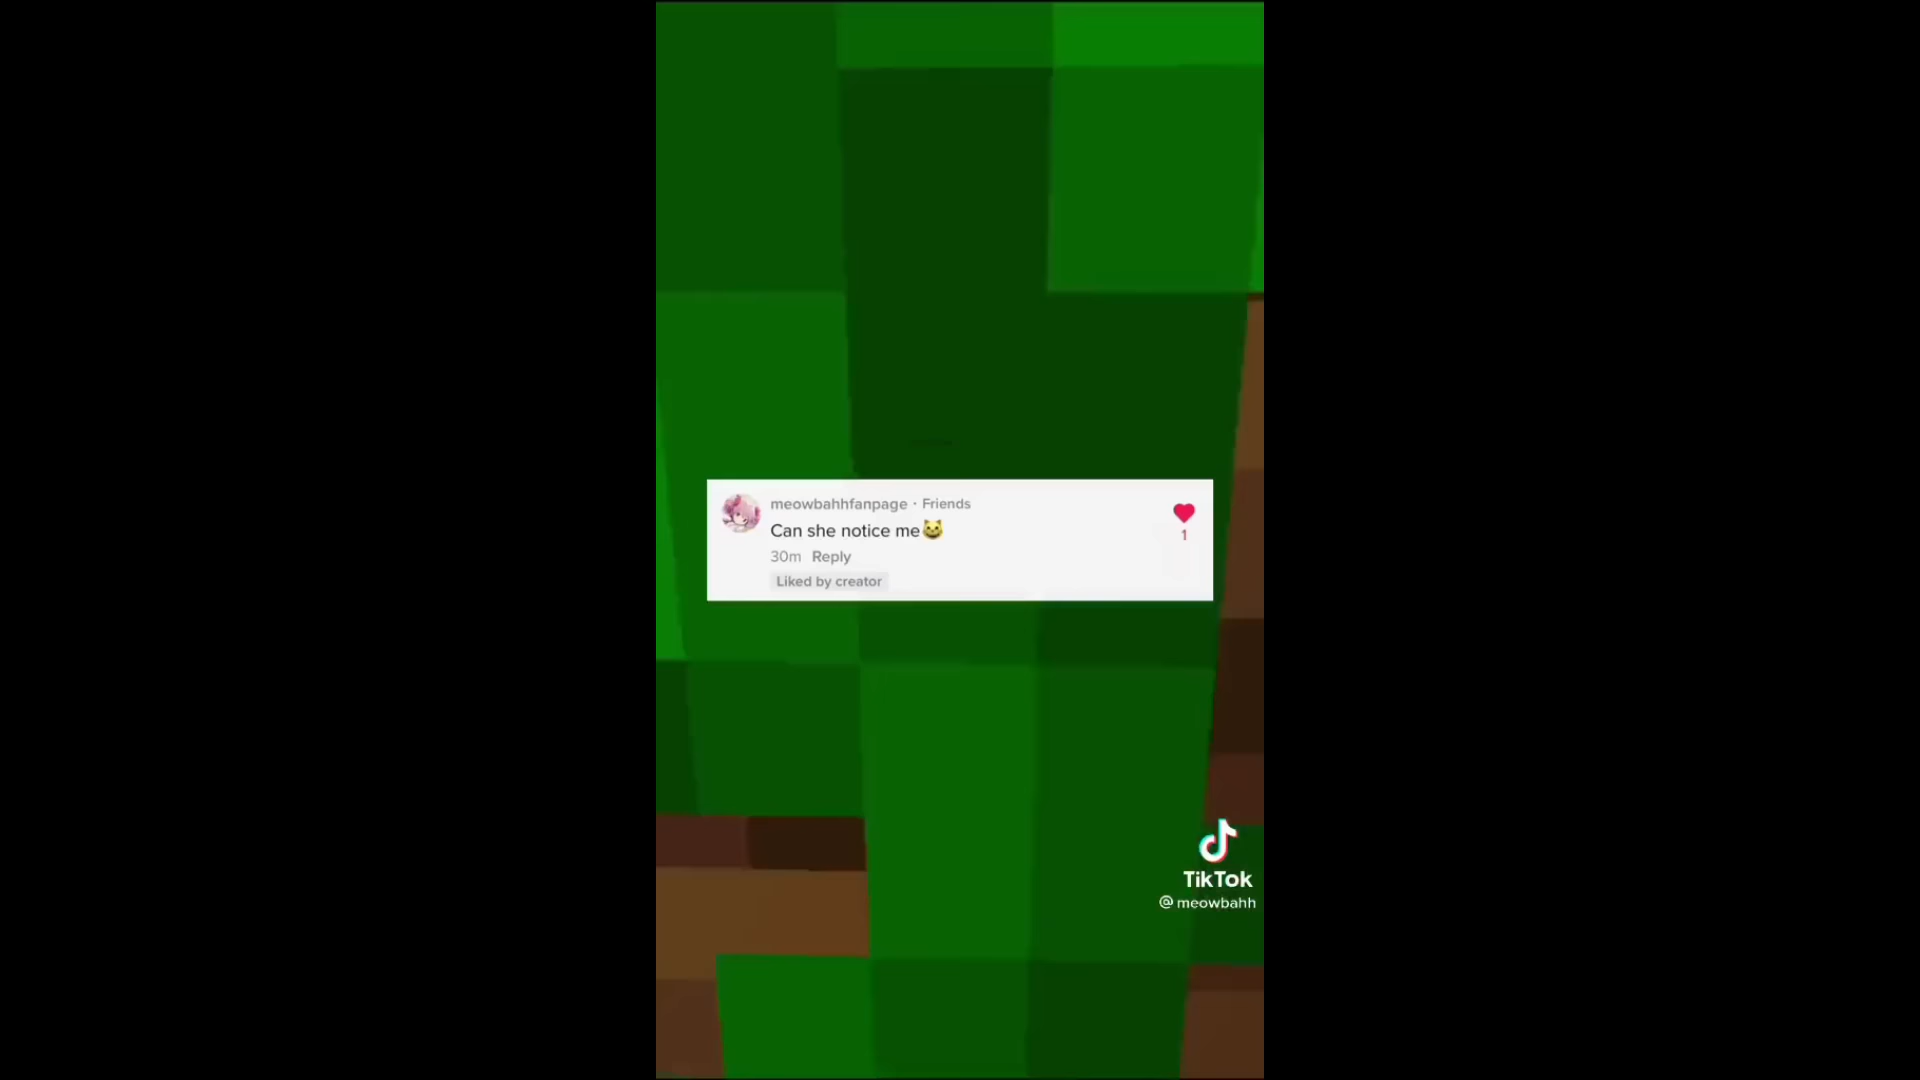 meowbahhfanpage · Friends
Can she notice me😺
1
30m Reply
Liked by creator
TikTok
@meowbahh